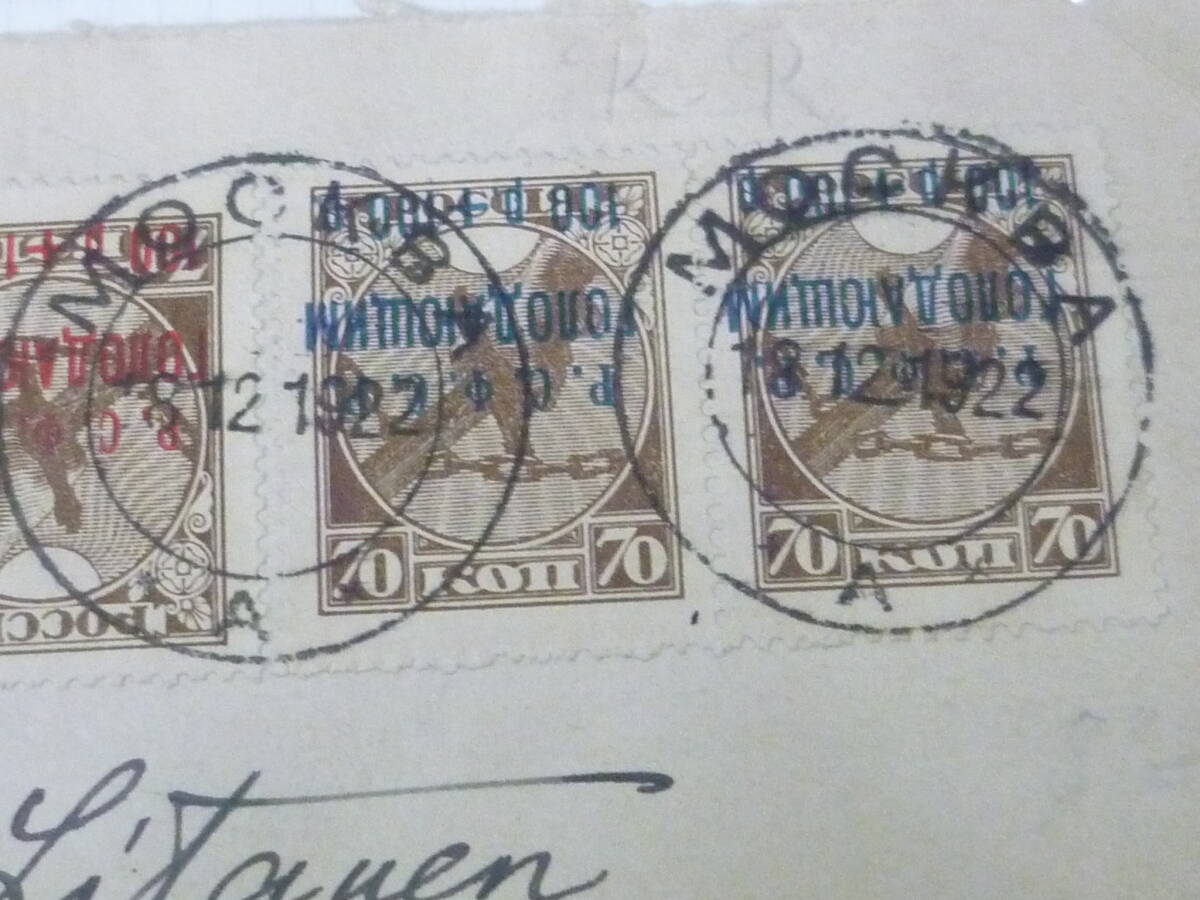 R R
МОСКВА
-8 12 1922
А
МОСКВА
-8 12 1922
А
100 р.+100 р.
ГОЛОДАЮЩИМ
Р. С. Ф. С. Р.
70 КОП 70
100 р.+100 р.
ГОЛОДАЮЩИМ
70 КОП 70
Litauen